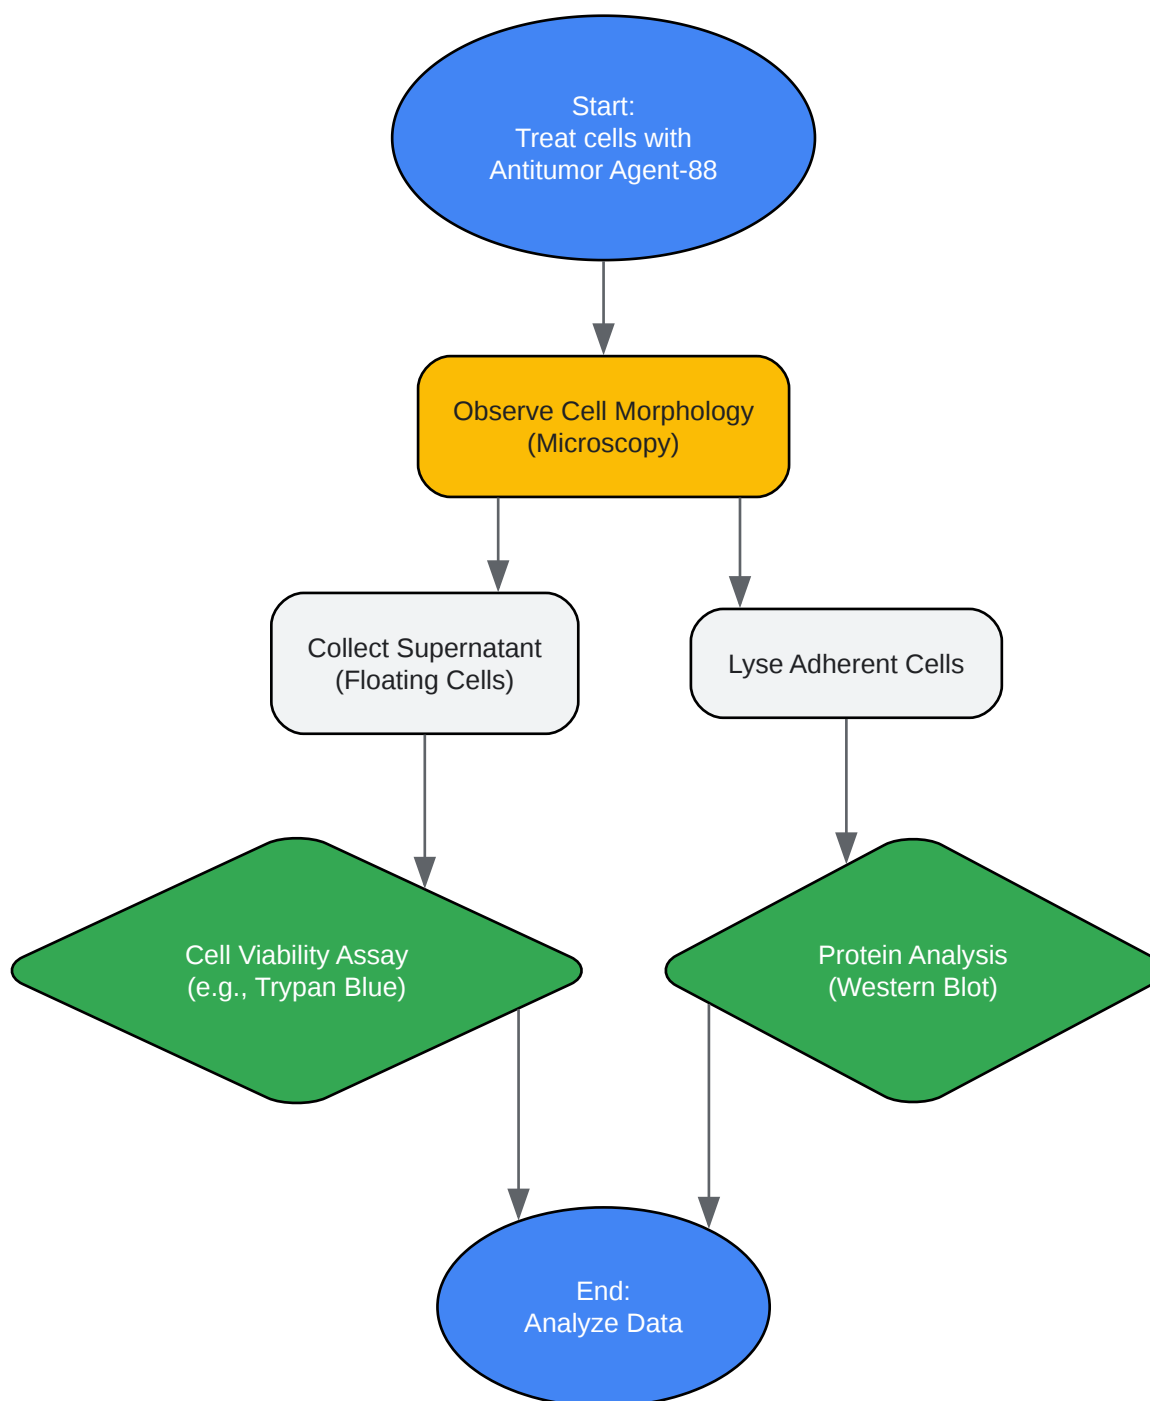 Start:
Treat cells with
Antitumor Agent-88
Observe Cell Morphology
(Microscopy)
Collect Supernatant
(Floating Cells)
Lyse Adherent Cells
Cell Viability Assay
(e.g., Trypan Blue)
Protein Analysis
(Western Blot)
End:
Analyze Data